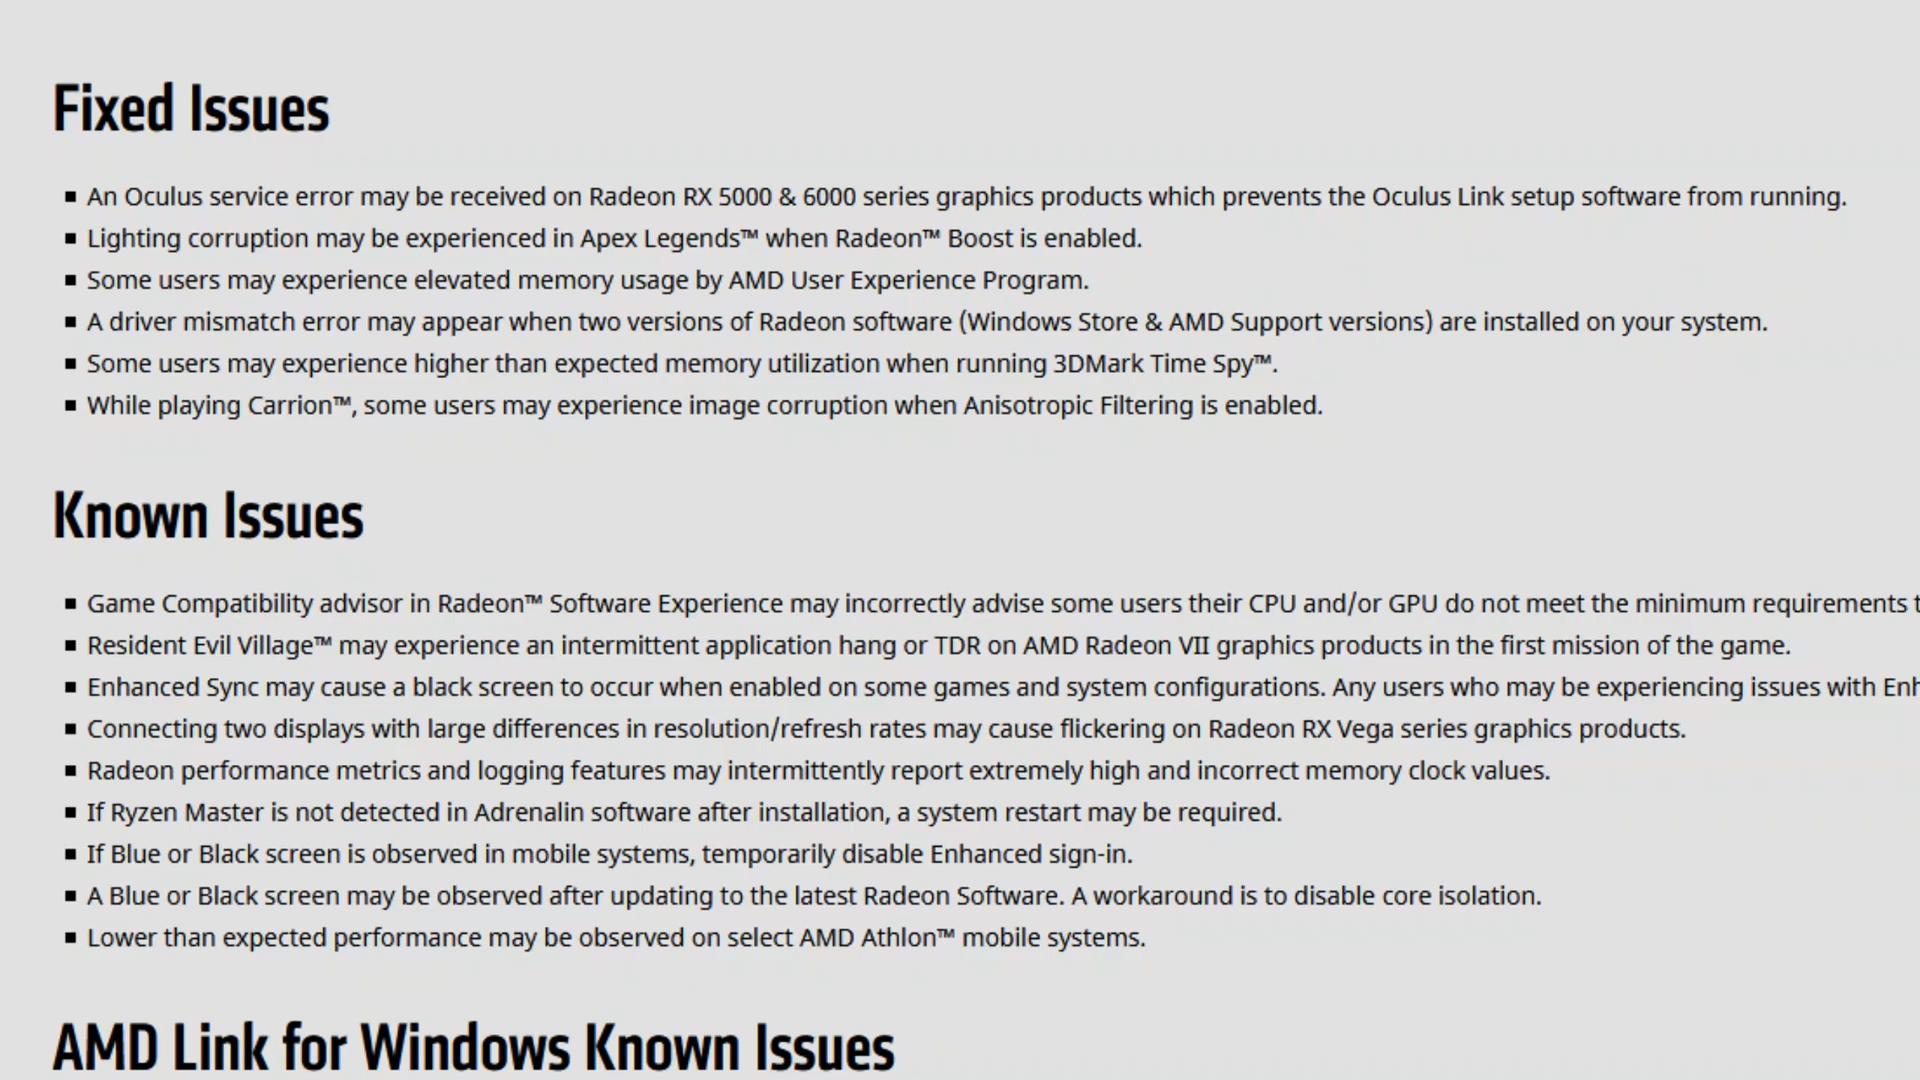 Fixed Issues
An Oculus service error may be received on Radeon RX 5000 & 6000 series graphics products which prevents the Oculus Link setup software from running.
Lighting corruption may be experienced in Apex Legends™ when Radeon™ Boost is enabled.
Some users may experience elevated memory usage by AMD User Experience Program.
A driver mismatch error may appear when two versions of Radeon software (Windows Store & AMD Support versions) are installed on your system.
Some users may experience higher than expected memory utilization when running 3DMark Time Spy™.
While playing Carrion™, some users may experience image corruption when Anisotropic Filtering is enabled.
Known Issues
Game Compatibility advisor in Radeon™ Software Experience may incorrectly advise some users their CPU and/or GPU do not meet the minimum requirements
Resident Evil Village™ may experience an intermittent application hang or TDR on AMD Radeon VII graphics products in the first mission of the game.
Enhanced Sync may cause a black screen to occur when enabled on some games and system configurations. Any users who may be experiencing issues with
Connecting two displays with large differences in resolution/refresh rates may cause flickering on Radeon RX Vega series graphics products.
Radeon performance metrics and logging features may intermittently report extremely high and incorrect memory clock values.
If Ryzen Master is not detected in Adrenalin software after installation, a system restart may be required.
If Blue or Black screen is observed in mobile systems, temporarily disable Enhanced sign-in.
A Blue or Black screen may be observed after updating to the latest Radeon Software. A workaround is to disable core isolation.
Lower than expected performance may be observed on select AMD Athlon™ mobile systems.
AMD Link for Windows Known Issues